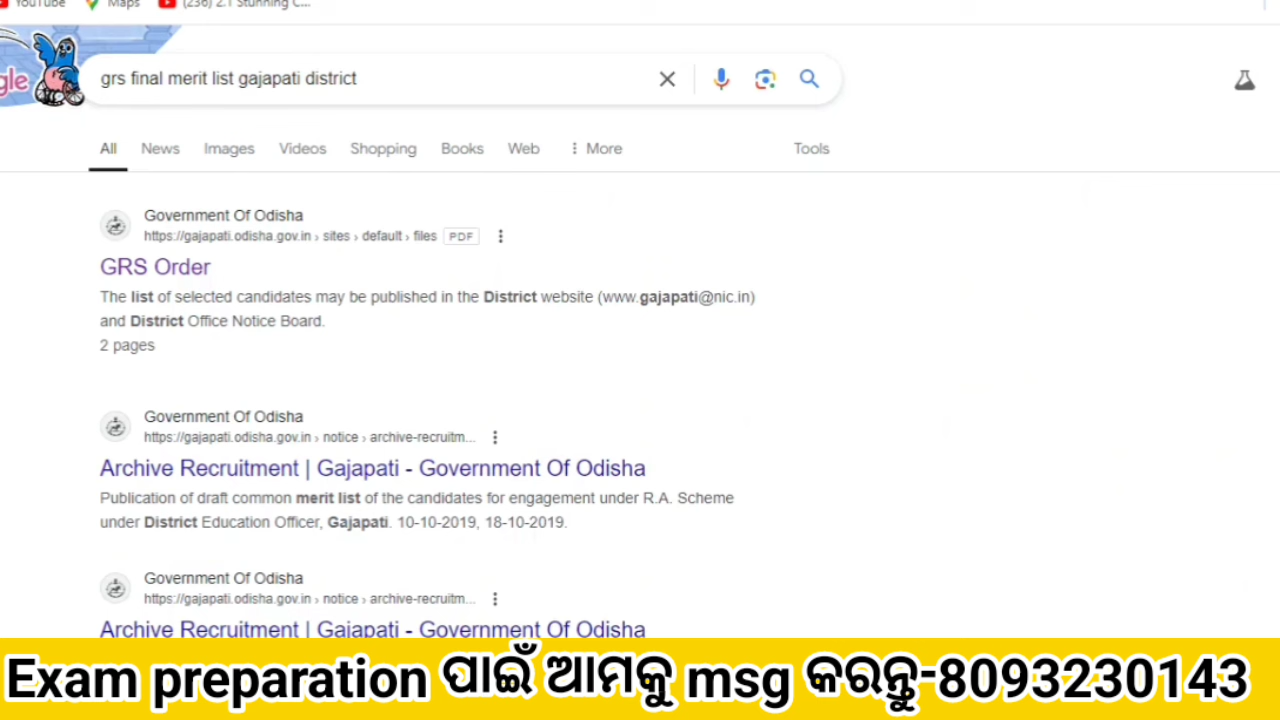 YouTube Maps (236) 2.1 Stunning C...
gle
grs final merit list gajapati district
All News Images Videos Shopping Books Web More Tools
Government Of Odisha
https://gajapati.odisha.gov.in › sites › default › files PDF
GRS Order
The list of selected candidates may be published in the District website (www.gajapati@nic.in)
and District Office Notice Board.
2 pages
Government Of Odisha
https://gajapati.odisha.gov.in › notice › archive-recruitm...
Archive Recruitment | Gajapati - Government Of Odisha
Publication of draft common merit list of the candidates for engagement under R.A. Scheme
under District Education Officer, Gajapati. 10-10-2019, 18-10-2019.
Government Of Odisha
https://gajapati.odisha.gov.in › notice › archive-recruitm...
Archive Recruitment | Gajapati - Government Of Odisha
Exam preparation ପାଇଁ ଆମକୁ msg କରନ୍ତୁ-8093230143